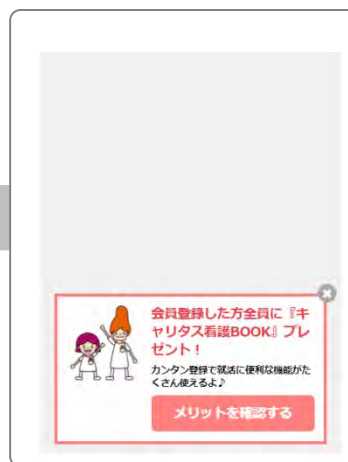 会員登録した方全員に『キ
ャリタス看護BOOK』プレ
ゼント！
カンタン登録で就活に便利な機能がた
くさん使えるよ♪
メリットを確認する